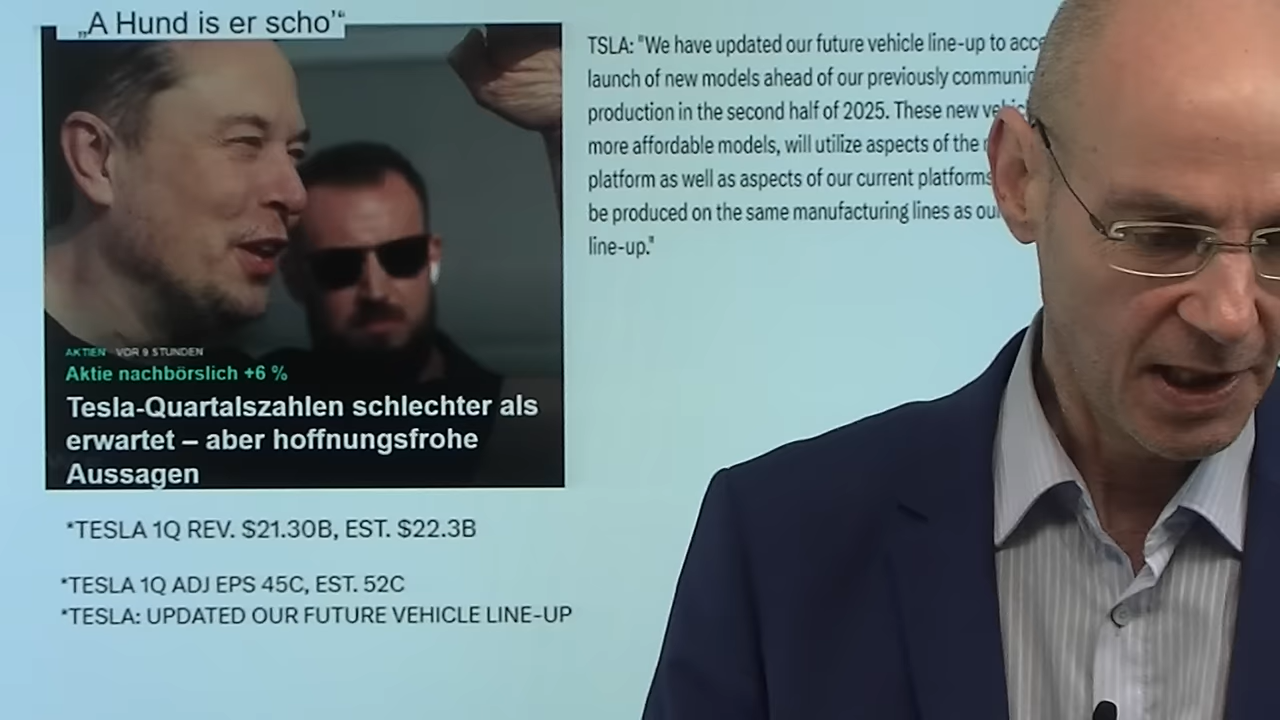 „A Hund is er scho'“
AKTIEN VOR 9 STUNDEN
Aktie nachbörslich +6 %
Tesla-Quartalszahlen schlechter als
erwartet – aber hoffnungsfrohe
Aussagen
*TESLA 1Q REV. $21.30B, EST. $22.3B
*TESLA 1Q ADJ EPS 45C, EST. 52C
*TESLA: UPDATED OUR FUTURE VEHICLE LINE-UP
TSLA: "We have updated our future vehicle line-up to
launch of new models ahead of our previously
production in the second half of 2025. These new
more affordable models, will utilize aspects of the
platform as well as aspects of our current platforms
be produced on the same manufacturing lines as
line-up."